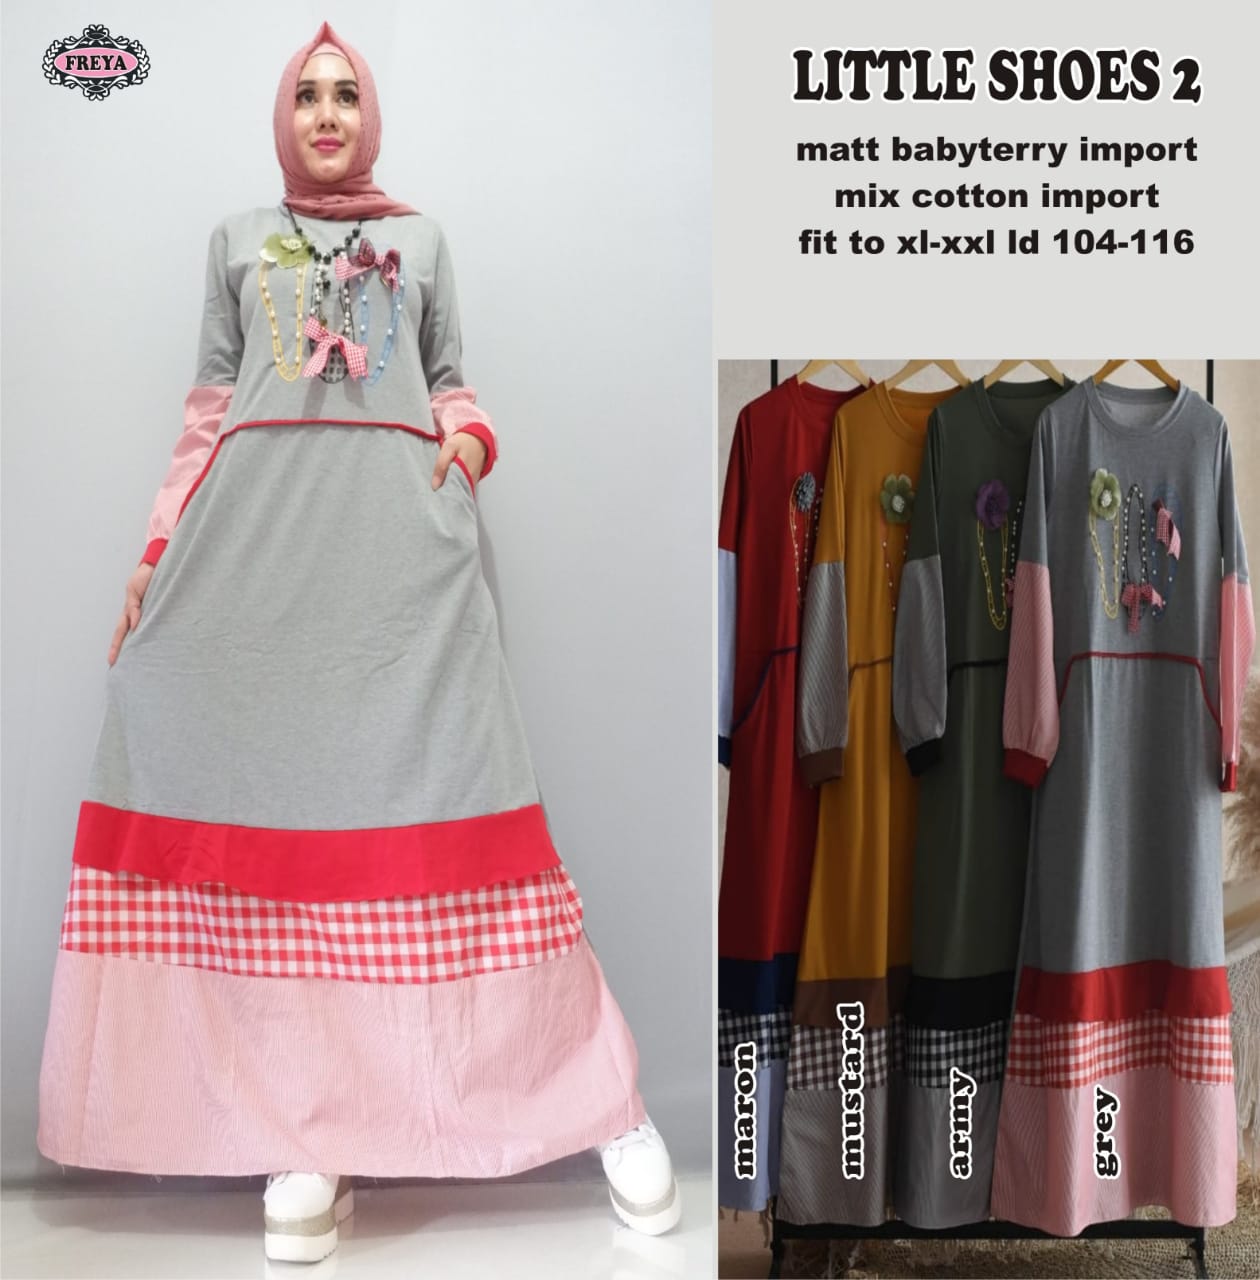 FREYA
LITTLE SHOES 2
matt babyterry import
mix cotton import
fit to xl-xxl ld 104-116
maron
mustard
army
grey